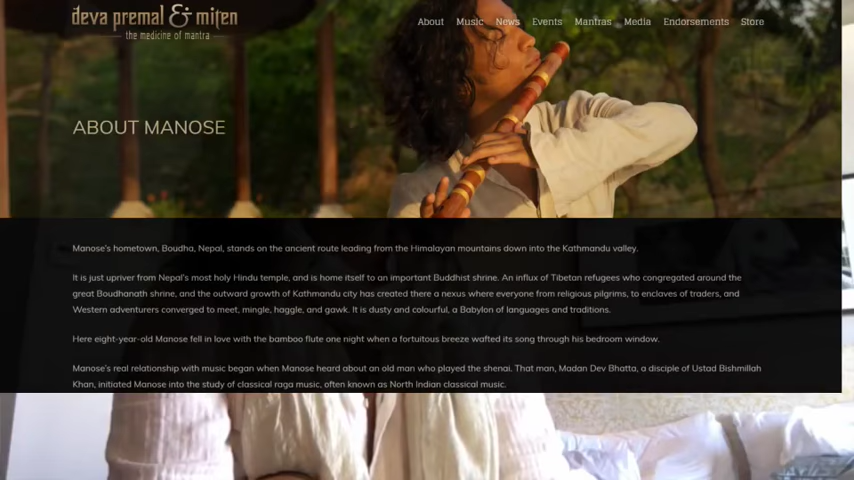 deva premal & miten
the medicine of mantra
About Music News Events Mantras Media Endorsements Store
ABOUT MANOSE
Manose's hometown, Boudha, Nepal, stands on the ancient route leading from the Himalayan mountains down into the Kathmandu valley.
It is just upriver from Nepal's most holy Hindu temple, and is home itself to an important Buddhist shrine. An influx of Tibetan refugees who congregated around the
great Boudhanath shrine, and the outward growth of Kathmandu city has created there a nexus where everyone from religious pilgrims, to enclaves of traders, and
Western adventurers converged to meet, mingle, haggle, and gawk. It is dusty and colourful, a Babylon of languages and traditions.
Here eight-year-old Manose fell in love with the bamboo flute one night when a fortuitous breeze wafted its song through his bedroom window.
Manose's real relationship with music began when Manose heard about an old man who played the shenai. That man, Madan Dev Bhatta, a disciple of Ustad Bishmillah
Khan, initiated Manose into the study of classical raga music, often known as North Indian classical music.